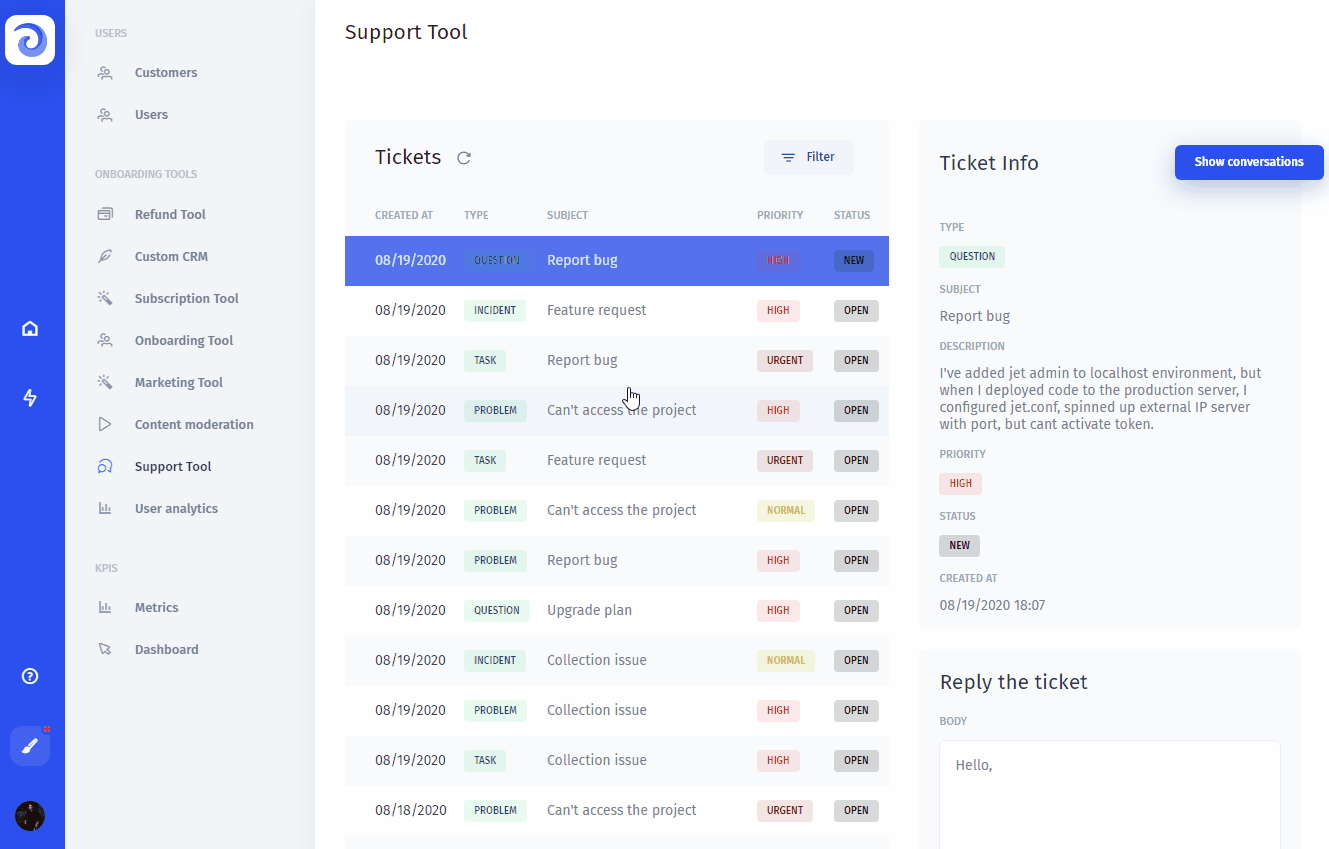 USERS
Customers
Users
ONBOARDING TOOLS
Refund Tool
Custom CRM
Subscription Tool
Onboarding Tool
Marketing Tool
Content moderation
Support Tool
User analytics
KPIS
Metrics
Dashboard
Support Tool
Tickets
Filter
CREATED AT TYPE SUBJECT PRIORITY STATUS
08/19/2020 QUESTION Report bug HIGH NEW
08/19/2020 INCIDENT Feature request HIGH OPEN
08/19/2020 TASK Report bug URGENT OPEN
08/19/2020 PROBLEM Can't access the project HIGH OPEN
08/19/2020 TASK Feature request URGENT OPEN
08/19/2020 PROBLEM Can't access the project NORMAL OPEN
08/19/2020 PROBLEM Report bug HIGH OPEN
08/19/2020 QUESTION Upgrade plan HIGH OPEN
08/19/2020 INCIDENT Collection issue NORMAL OPEN
08/19/2020 PROBLEM Collection issue HIGH OPEN
08/19/2020 TASK Collection issue HIGH OPEN
08/18/2020 PROBLEM Can't access the project URGENT OPEN
Ticket Info
Show conversations
TYPE
QUESTION
SUBJECT
Report bug
DESCRIPTION
I've added jet admin to localhost environment, but
when I deployed code to the production server, I
configured jet.conf, spinned up external IP server
with port, but cant activate token.
PRIORITY
HIGH
STATUS
NEW
CREATED AT
08/19/2020 18:07
Reply the ticket
BODY
Hello,